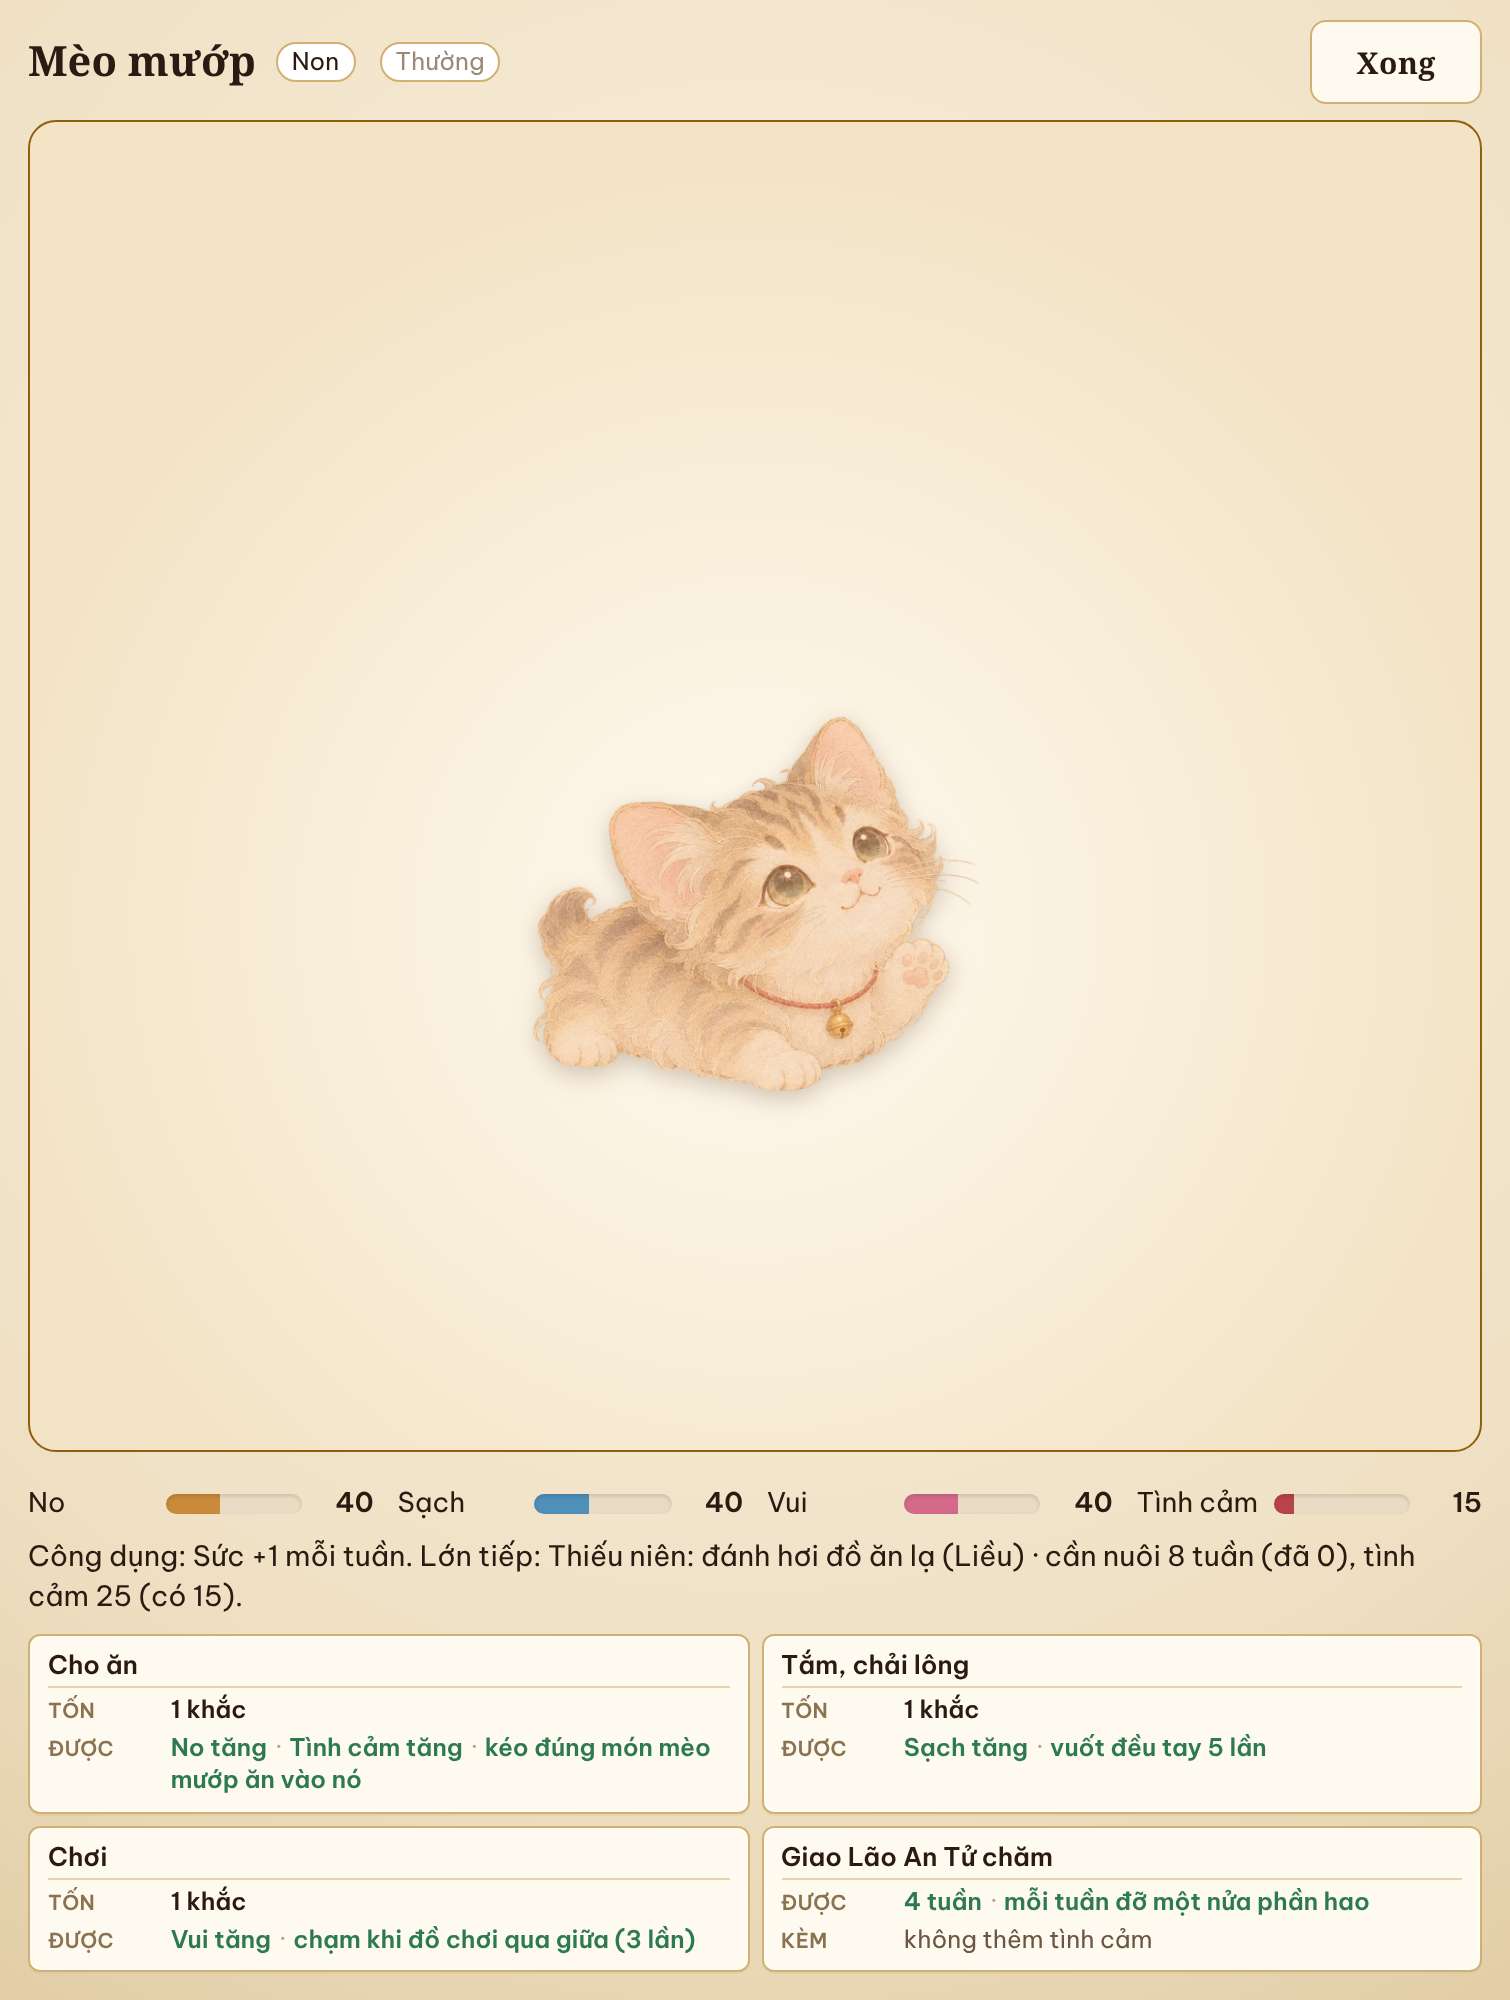 Mèo mướp Non Thường Xong
No 40 Sạch 40 Vui 40 Tình cảm 15
Công dụng: Sức +1 mỗi tuần. Lớn tiếp: Thiếu niên: đánh hơi đồ ăn lạ (Liều) · cần nuôi 8 tuần (đã 0), tình
cảm 25 (có 15).
Cho ăn
TỐN 1 khắc
ĐƯỢC No tăng · Tình cảm tăng · kéo đúng món mèo
mướp ăn vào nó
Tắm, chải lông
TỐN 1 khắc
ĐƯỢC Sạch tăng · vuốt đều tay 5 lần
Chơi
TỐN 1 khắc
ĐƯỢC Vui tăng · chạm khi đồ chơi qua giữa (3 lần)
Giao Lão An Tử chăm
ĐƯỢC 4 tuần · mỗi tuần đỡ một nửa phần hao
KÈM không thêm tình cảm